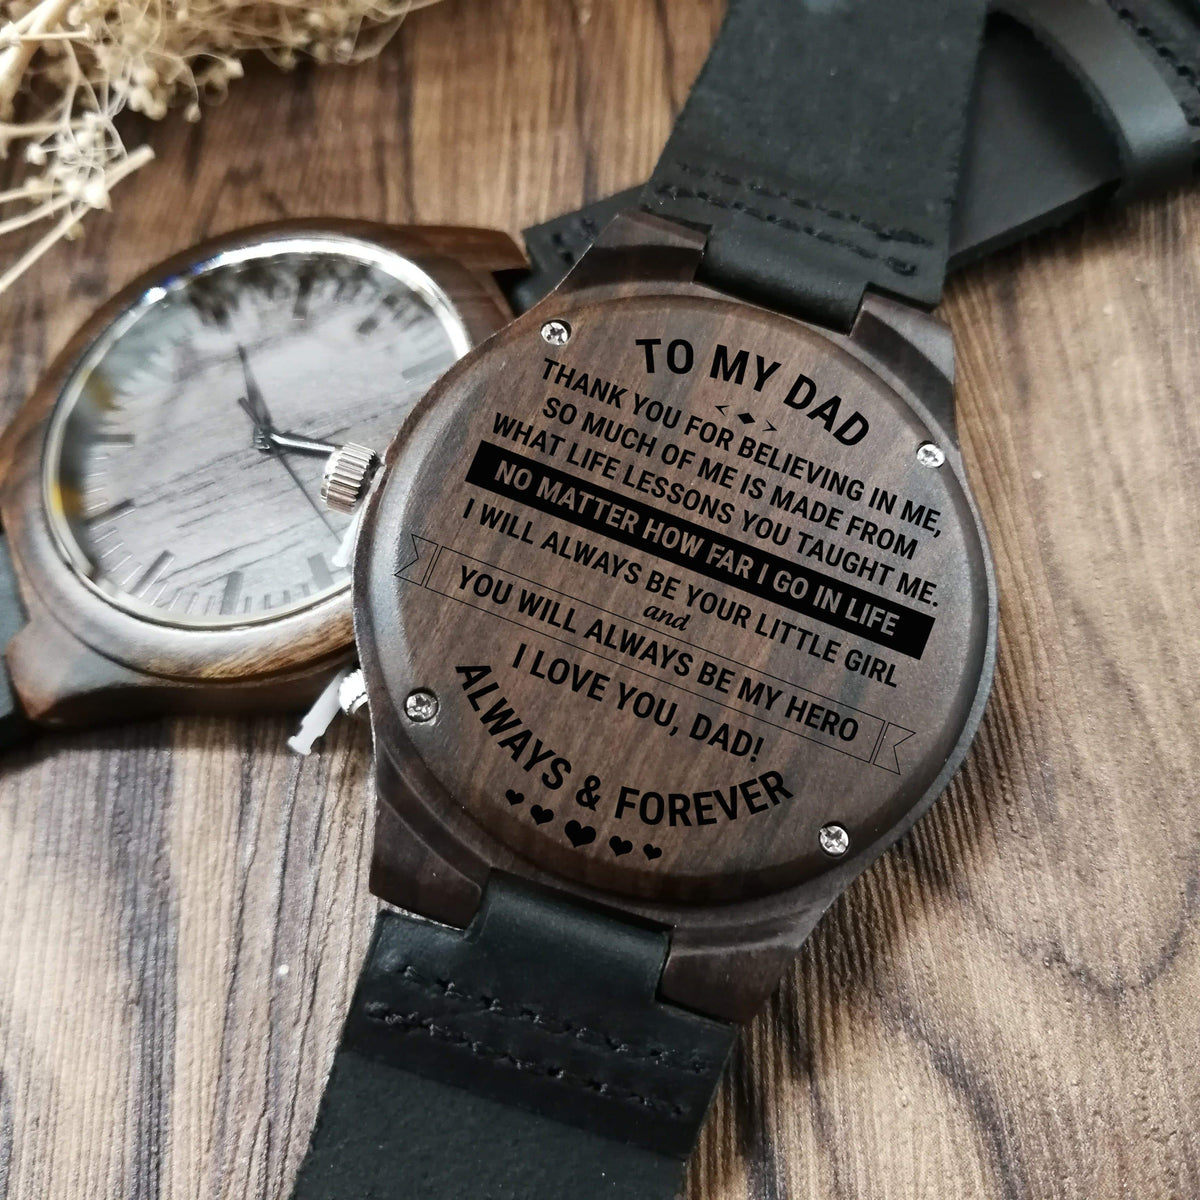 TO MY DAD
THANK YOU FOR BELIEVING IN ME,
SO MUCH OF ME IS MADE FROM
WHAT LIFE LESSONS YOU TAUGHT ME.
NO MATTER HOW FAR I GO IN LIFE
I WILL ALWAYS BE YOUR LITTLE GIRL
and
YOU WILL ALWAYS BE MY HERO
I LOVE YOU, DAD!
ALWAYS & FOREVER